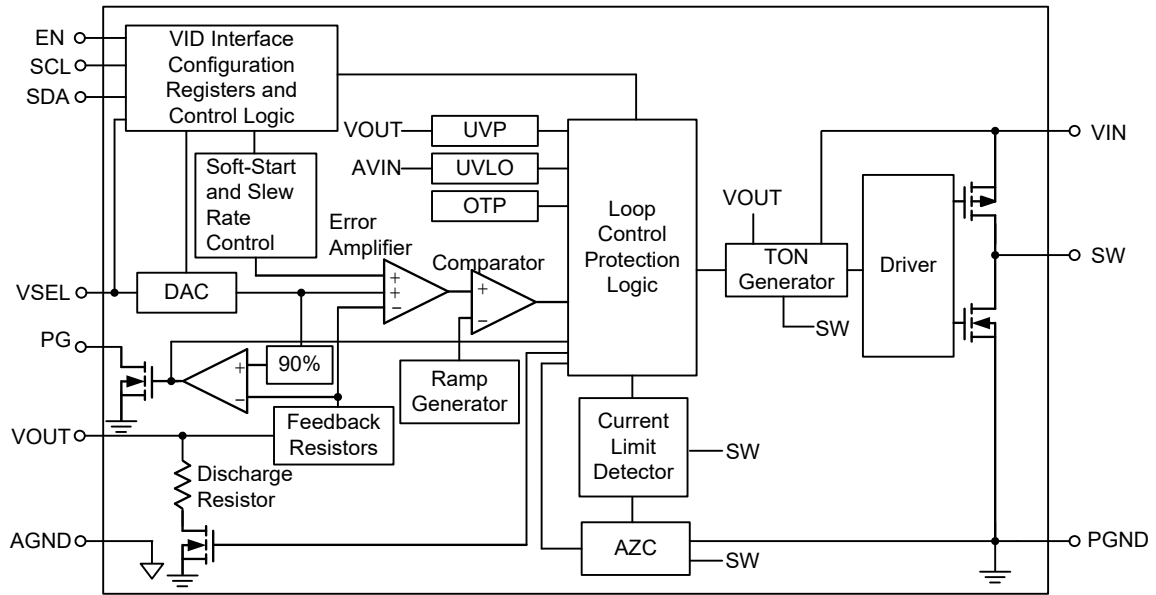 EN
SCL
SDA
VID Interface
Configuration
Registers and
Control Logic
VOUT
UVP
AVIN
UVLO
OTP
Soft-Start
and Slew
Rate
Control
Error
Amplifier
Comparator
Loop
Control
Protection
Logic
VOUT
TON
Generator
SW
Driver
VIN
SW
VSEL
DAC
+
+
−
+
−
PG
90%
+
−
Ramp
Generator
VOUT
Feedback
Resistors
Current
Limit
Detector
SW
Discharge
Resistor
AGND
AZC
SW
PGND